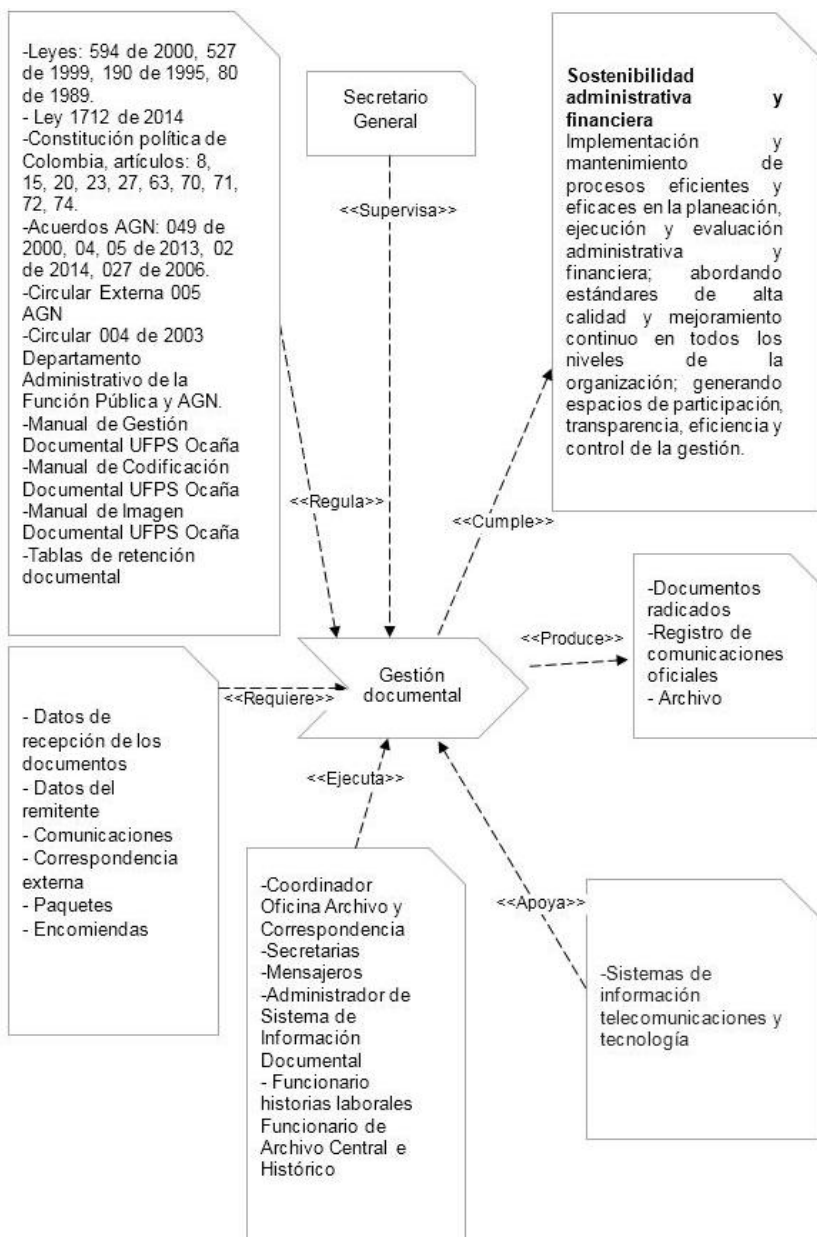 -Leyes: 594 de 2000, 527
de 1999, 190 de 1995, 80
de 1989.
- Ley 1712 de 2014
-Constitución política de
Colombia, artículos: 8,
15, 20, 23, 27, 63, 70, 71,
72, 74.
-Acuerdos AGN: 049 de
2000, 04, 05 de 2013, 02
de 2014, 027 de 2006.
-Circular Externa 005
AGN
-Circular 004 de 2003
Departamento
Administrativo de la
Función Pública y AGN.
-Manual de Gestión
Documental UFPS Ocaña
-Manual de Codificación
Documental UFPS Ocaña
-Manual de Imagen
Documental UFPS Ocaña
-Tablas de retención
documental
Secretario
General
<<Supervisa>>
Sostenibilidad
administrativa y
financiera
Implementación y
mantenimiento de
procesos eficientes y
eficaces en la planeación,
ejecución y evaluación
administrativa y
financiera; abordando
estándares de alta
calidad y mejoramiento
continuo en todos los
niveles de la
organización; generando
espacios de participación,
transparencia, eficiencia y
control de la gestión.
<<Regula>>
<<Cumple>>
Gestión
documental
<<Produce>>
-Documentos
radicados
-Registro de
comunicaciones
oficiales
- Archivo
<<Requiere>>
- Datos de
recepción de los
documentos
- Datos del
remitente
- Comunicaciones
- Correspondencia
externa
- Paquetes
- Encomiendas
<<Ejecuta>>
-Coordinador
Oficina Archivo y
Correspondencia
-Secretarias
-Mensajeros
-Administrador de
Sistema de
Información
Documental
- Funcionario
historias laborales
Funcionario de
Archivo Central e
Histórico
<<Apoya>>
-Sistemas de
información
telecomunicaciones y
tecnología